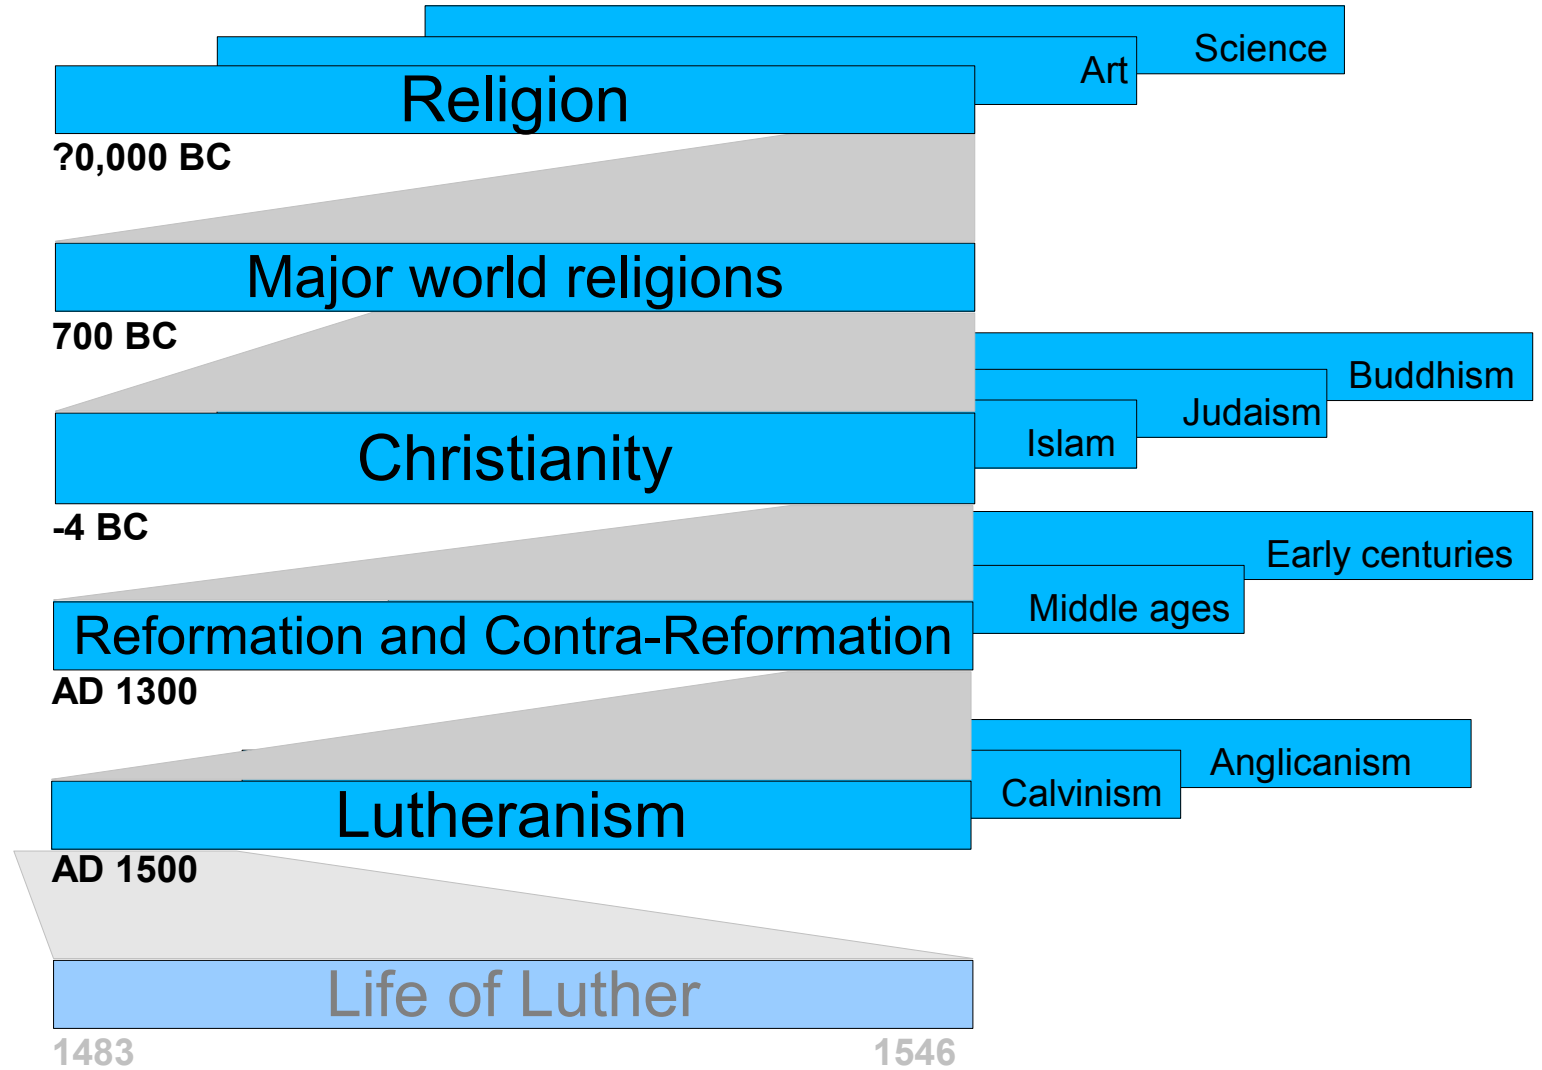 Science
Art
Religion
?0,000 BC
Major world religions
700 BC
Buddhism
Judaism
Islam
Christianity
-4 BC
Early centuries
Middle ages
Reformation and Contra-Reformation
AD 1300
Anglicanism
Calvinism
Lutheranism
AD 1500
Life of Luther
1483 1546